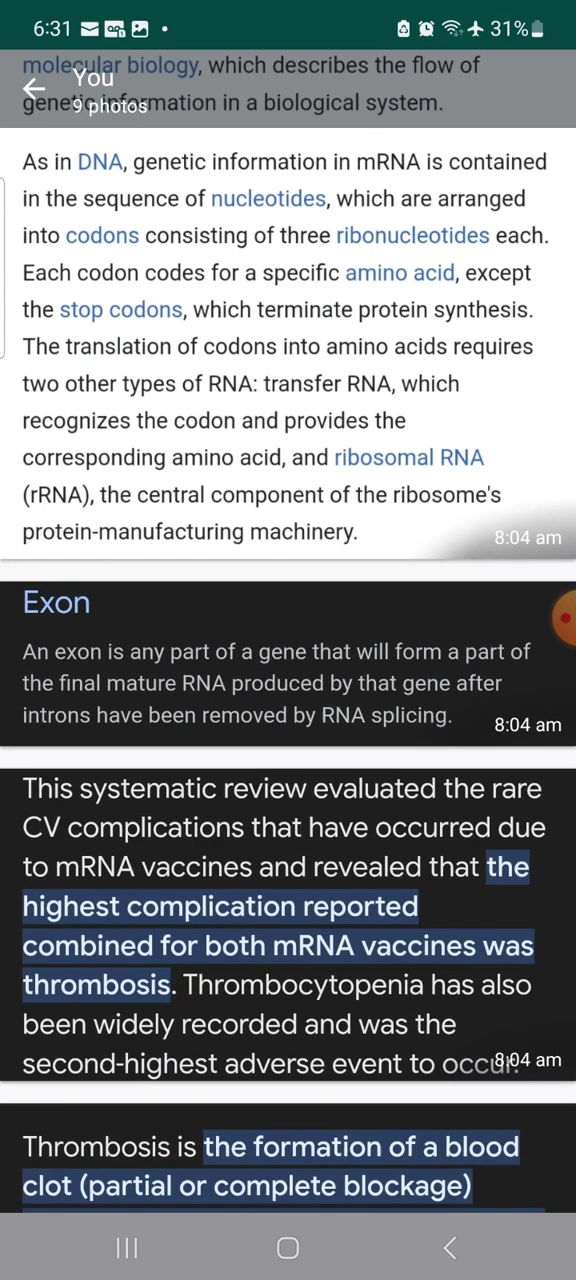 6:31
31%
molecular biology, which describes the flow of
You
genetic information in a biological system.
9 photos
As in DNA, genetic information in mRNA is contained
in the sequence of nucleotides, which are arranged
into codons consisting of three ribonucleotides each.
Each codon codes for a specific amino acid, except
the stop codons, which terminate protein synthesis.
The translation of codons into amino acids requires
two other types of RNA: transfer RNA, which
recognizes the codon and provides the
corresponding amino acid, and ribosomal RNA
(rRNA), the central component of the ribosome's
protein-manufacturing machinery.
8:04 am
Exon
An exon is any part of a gene that will form a part of
the final mature RNA produced by that gene after
introns have been removed by RNA splicing.
8:04 am
This systematic review evaluated the rare
CV complications that have occurred due
to mRNA vaccines and revealed that the
highest complication reported
combined for both mRNA vaccines was
thrombosis. Thrombocytopenia has also
been widely recorded and was the
second-highest adverse event to occur.
8:04 am
Thrombosis is the formation of a blood
clot (partial or complete blockage)